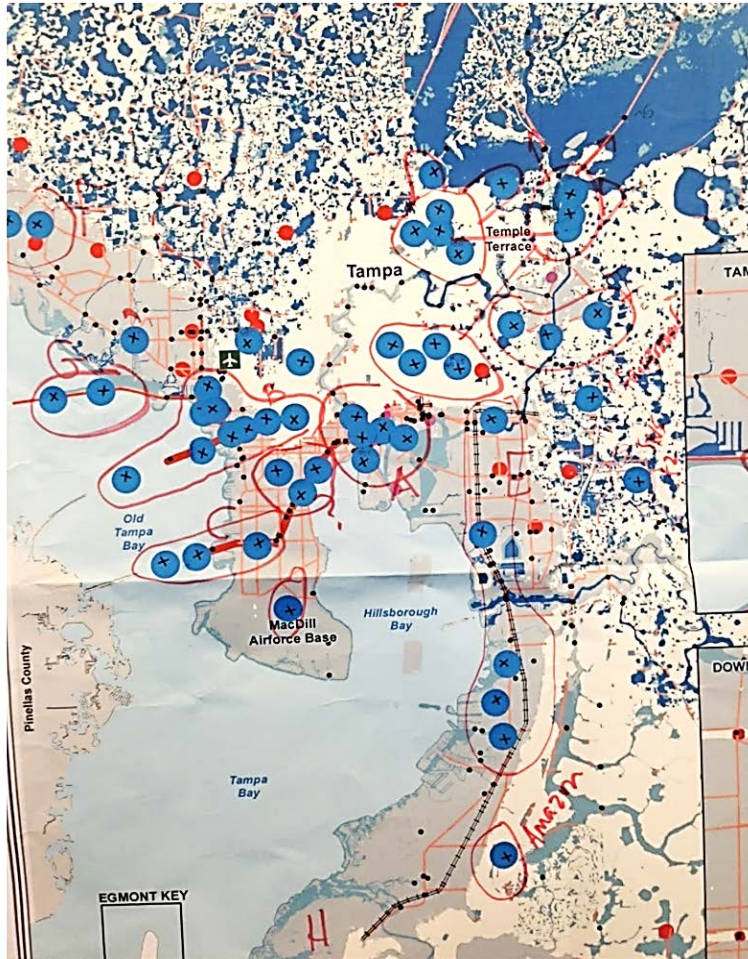 Temple
Terrace
Tampa
TAM
B
A
E
Old
Tampa
Bay
Hillsborough
Bay
MacDill
Airforce Base
Pinellas County
DOW
Tampa
Bay
Amazon
EGMONT KEY
H